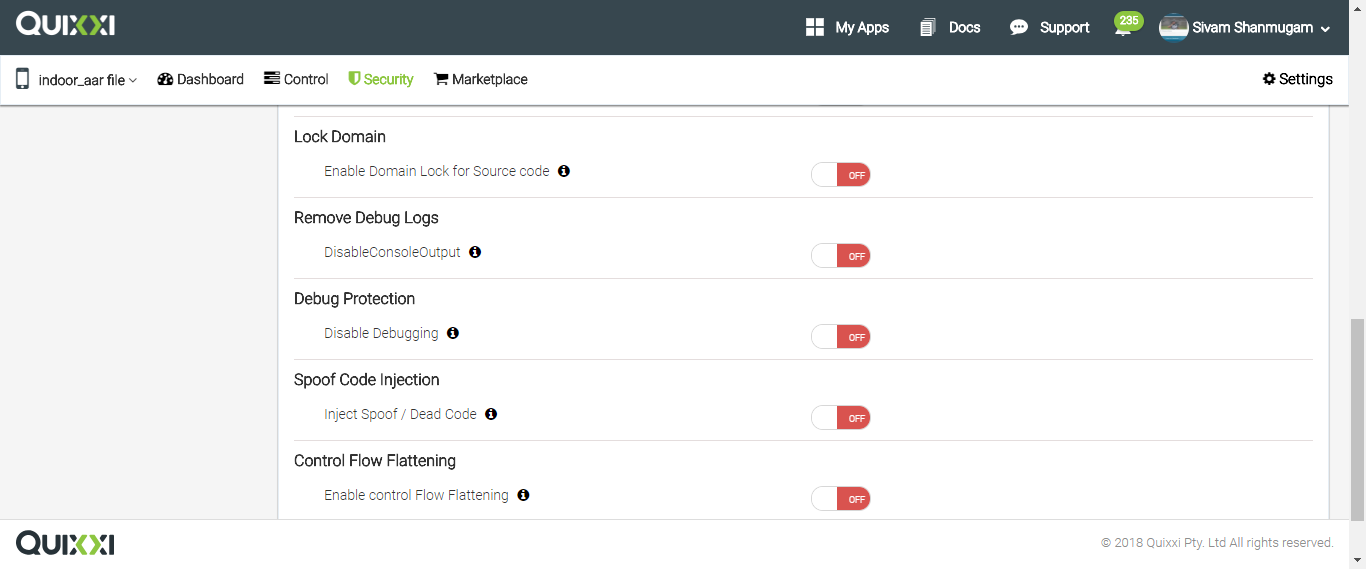 QUIXXI
My Apps Docs Support 235 Sivam Shanmugam
indoor_aar file Dashboard Control Security Marketplace Settings
Lock Domain
Enable Domain Lock for Source code OFF
Remove Debug Logs
DisableConsoleOutput OFF
Debug Protection
Disable Debugging OFF
Spoof Code Injection
Inject Spoof / Dead Code OFF
Control Flow Flattening
Enable control Flow Flattening OFF
QUIXXI
© 2018 Quixxi Pty. Ltd All rights reserved.